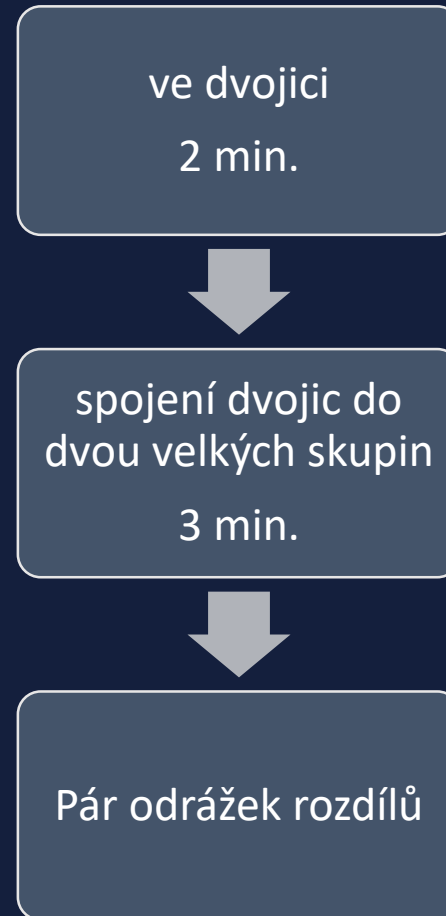 ve dvojici
2 min.
spojení dvojic do
dvou velkých skupin
3 min.
Pár odrážek rozdílů